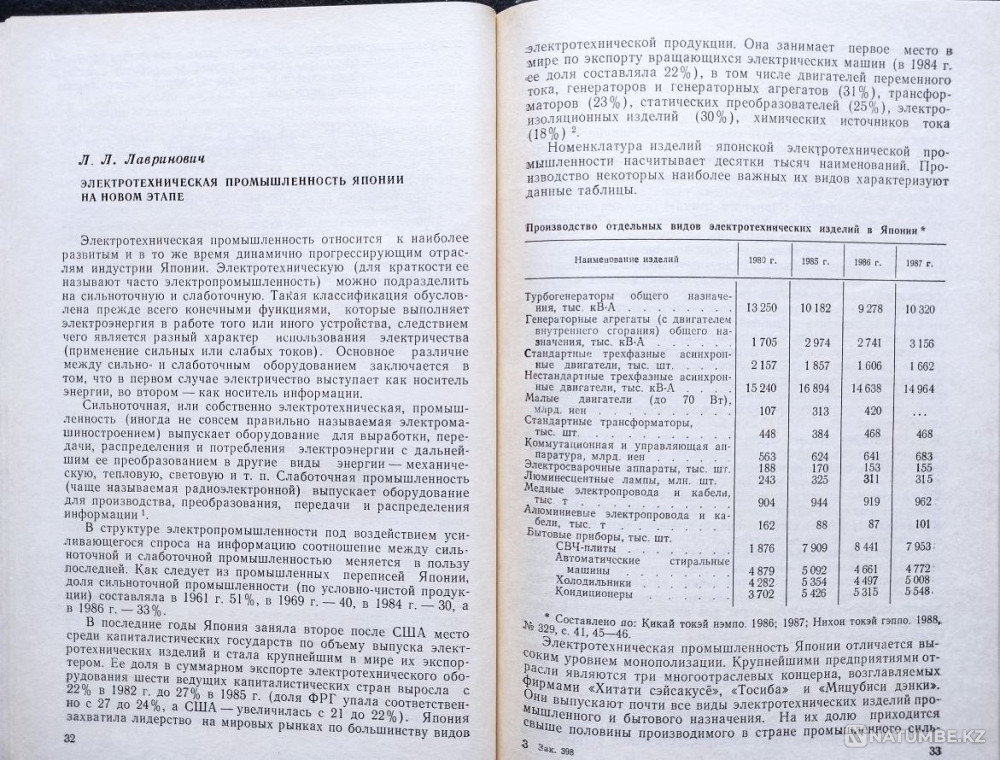 Л. Л. Лавринович
ЭЛЕКТРОТЕХНИЧЕСКАЯ ПРОМЫШЛЕННОСТЬ ЯПОНИИ
НА НОВОМ ЭТАПЕ
Электротехническая промышленность относится к наиболее
развитым и в то же время динамично прогрессирующим отрас-
лям индустрии Японии. Электротехническую (для краткости ее
называют часто электропромышленность) можно подразделить
на сильноточную и слаботочную. Такая классификация обуслов-
лена прежде всего конечными функциями, которые выполняет
электроэнергия в работе того или иного устройства, следствием
чего является разный характер использования электричества
(применение сильных или слабых токов). Основное различие
между сильно- и слаботочным оборудованием заключается в
том, что в первом случае электричество выступает как носитель
энергии, во втором — как носитель информации.
Сильноточная, или собственно электротехническая, промыш-
ленность (иногда не совсем правильно называемая электрома-
шиностроением) выпускает оборудование для выработки, пере-
дачи, распределения и потребления электроэнергии с дальней-
шим ее преобразованием в другие виды энергии — механиче-
скую, тепловую, световую и т. п. Слаботочная промышленность
(чаще называемая радиоэлектронной) выпускает оборудование
для производства, преобразования, передачи и распределения
информации ¹.
В структуре электропромышленности под воздействием уси-
ливающегося спроса на информацию соотношение между силь-
ноточной и слаботочной промышленностью меняется в пользу
последней. Как следует из промышленных переписей Японии,
доля сильноточной промышленности (по условно-чистой продук-
ции) составляла в 1961 г. 51%, в 1969 г. — 40, в 1984 г. — 30, а
в 1986 г. — 33%.
В последние годы Япония заняла второе после США место
среди капиталистических государств по объему выпуска элект-
ротехнических изделий и стала крупнейшим в мире их экспор-
тером. Ее доля в суммарном экспорте электротехнического обо-
рудования шести ведущих капиталистических стран выросла с
22% в 1982 г. до 27% в 1985 г. (доля ФРГ упала соответствен-
но с 27 до 24%, а США — увеличилась с 21 до 22%). Япония
захватила лидерство на мировых рынках по большинству видов
32
электротехнической продукции. Она занимает первое место в
мире по экспорту вращающихся электрических машин (в 1984 г.
ее доля составляла 22%), в том числе двигателей переменного
тока, генераторов и генераторных агрегатов (31%), трансфор-
маторов (23%), статических преобразователей (25%), электро-
изоляционных изделий (30%), химических источников тока
(18%) ².
Номенклатура изделий японской электротехнической про-
мышленности насчитывает десятки тысяч наименований. Про-
изводство некоторых наиболее важных их видов характеризуют
данные таблицы.
Производство отдельных видов электротехнических изделий в Японии *
Наименование изделий 1980 г. 1985 г. 1986 г. 1987 г.
Турбогенераторы общего назначе-
ния, тыс. кВ·А . . . . . . . 13 250 10 182 9 278 10 320
Генераторные агрегаты (с двигателем
внутреннего сгорания) общего на-
значения, тыс. кВ·А . . . . . . 1 705 2 974 2 741 3 156
Стандартные трехфазные асинхрон-
ные двигатели, тыс. шт. . . . . 2 157 1 857 1 606 1 662
Нестандартные трехфазные асинхрон-
ные двигатели, тыс. кВ·А . . . . 15 240 16 894 14 638 14 964
Малые двигатели (до 70 Вт),
млрд. иен . . . . . . . . 107 313 420 ...
Стандартные трансформаторы,
тыс. шт. . . . . . . . . . 448 384 468 468
Коммутационная и управляющая ап-
паратура, млрд. иен . . . . . . 563 624 641 683
Электросварочные аппараты, тыс. шт. 188 170 153 155
Люминесцентные лампы, млн. шт. 243 325 311 315
Медные электропровода и кабели,
тыс. т . . . . . . . . . . 904 944 919 962
Алюминиевые электропровода и ка-
бели, тыс. т . . . . . . . . 162 88 87 101
Бытовые приборы, тыс. шт.
СВЧ-плиты . . . . . . . 1 876 7 909 8 441 7 953
Автоматические стиральные
машины . . . . . . . . 4 879 5 092 4 661 4 772
Холодильники . . . . . . 4 282 5 354 4 497 5 008
Кондиционеры . . . . . . 3 702 5 426 5 315 5 548
* Составлено по: Кикай токэй нэмпо. 1986; 1987; Нихон токэй гэппо. 1988,
№ 329, с. 41, 45—46.
Электротехническая промышленность Японии отличается вы-
соким уровнем монополизации. Крупнейшими предприятиями от-
расли являются три многоотраслевых концерна, возглавляемых
фирмами «Хитати сэйсакусё», «Тосиба» и «Мицубиси дэнки».
Они выпускают почти все виды электротехнических изделий про-
мышленного и бытового назначения. На их долю приходится
свыше половины производимого в стране промышленного силь-
3 Зак. 398
33
NATUMBE.KZ